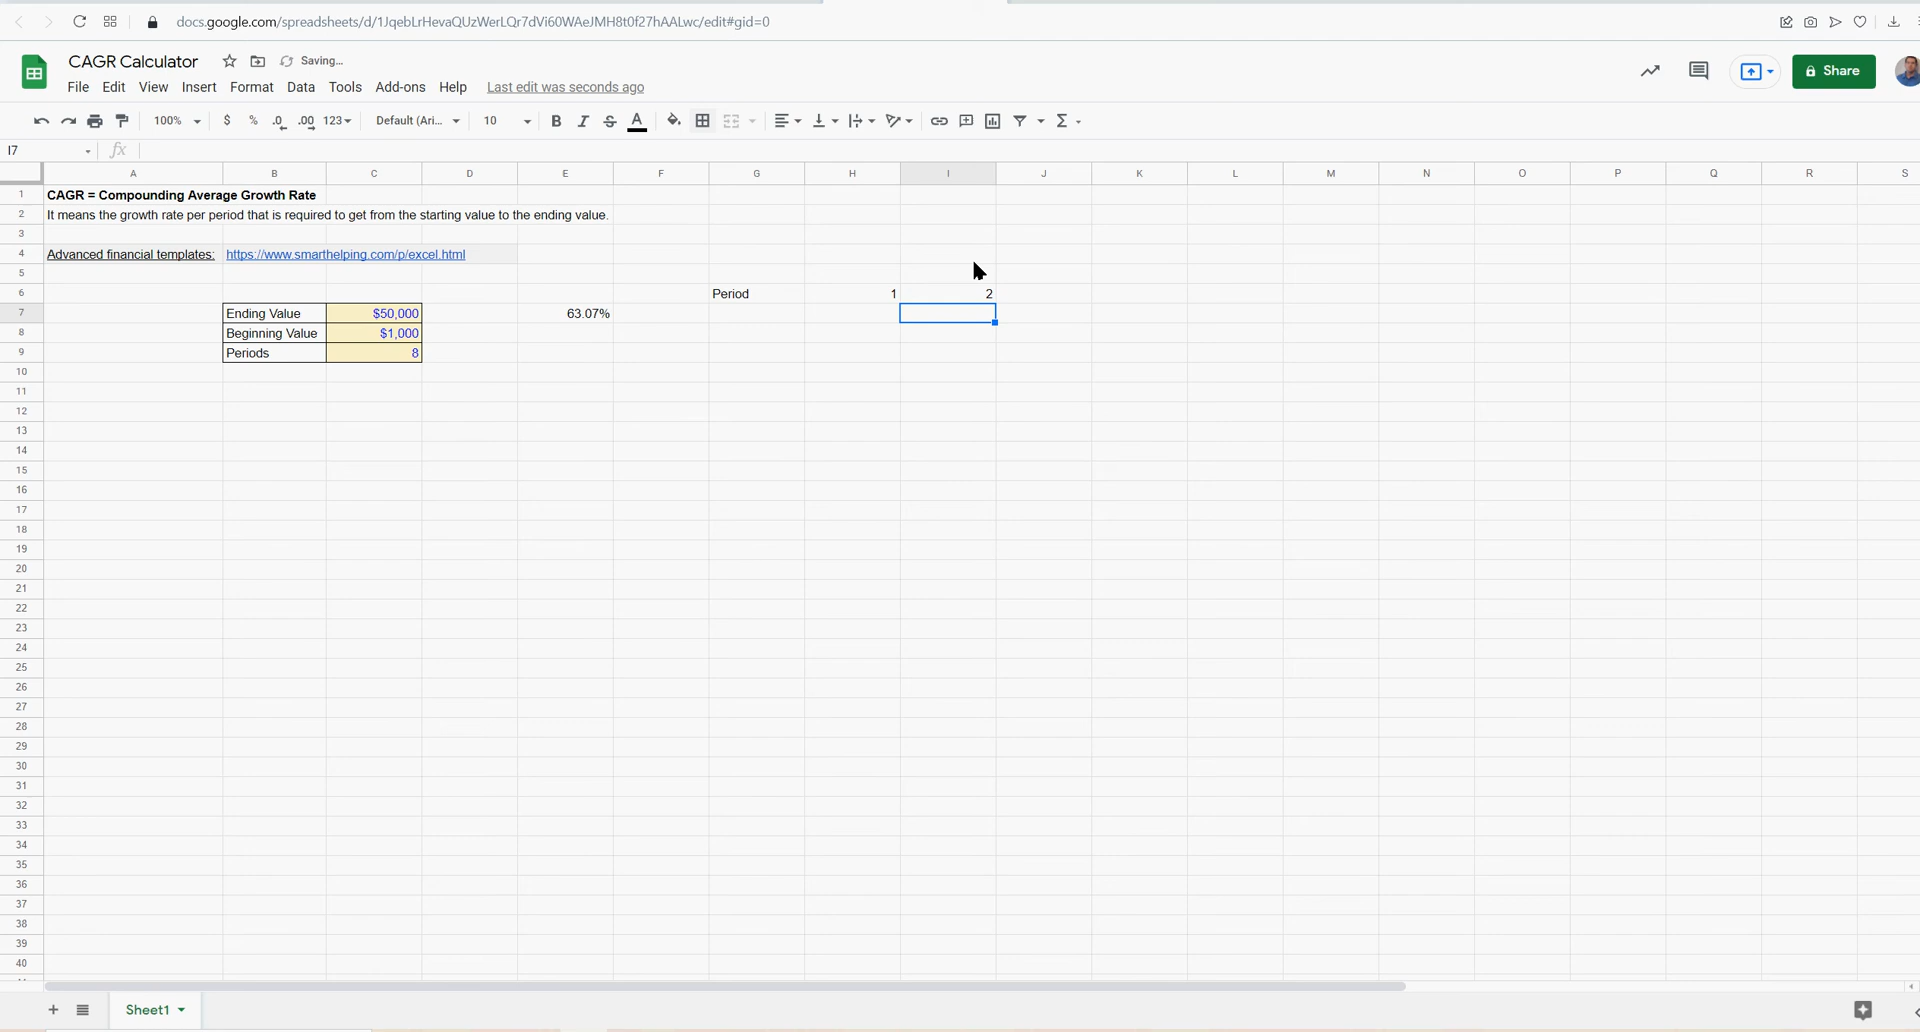 docs.google.com/spreadsheets/d/1JqebLrHevaQUzWerLQr7dVi60WAeJMH8t0f27hAALwc/edit#gid=0
CAGR Calculator Saving...
File Edit View Insert Format Data Tools Add-ons Help Last edit was seconds ago
Share
100% $ % .0 .00 123 Default (Ari... 10 B I S A Σ
I7 fx
A B C D E F G H I J K L M N O P Q R S
1 CAGR = Compounding Average Growth Rate
2 It means the growth rate per period that is required to get from the starting value to the ending value.
3
4 Advanced financial templates: https://www.smarthelping.com/p/excel.html
5
6 Period 1 2
7 Ending Value $50,000 63.07%
8 Beginning Value $1,000
9 Periods 8
10
11
12
13
14
15
16
17
18
19
20
21
22
23
24
25
26
27
28
29
30
31
32
33
34
35
36
37
38
39
40
+ Sheet1